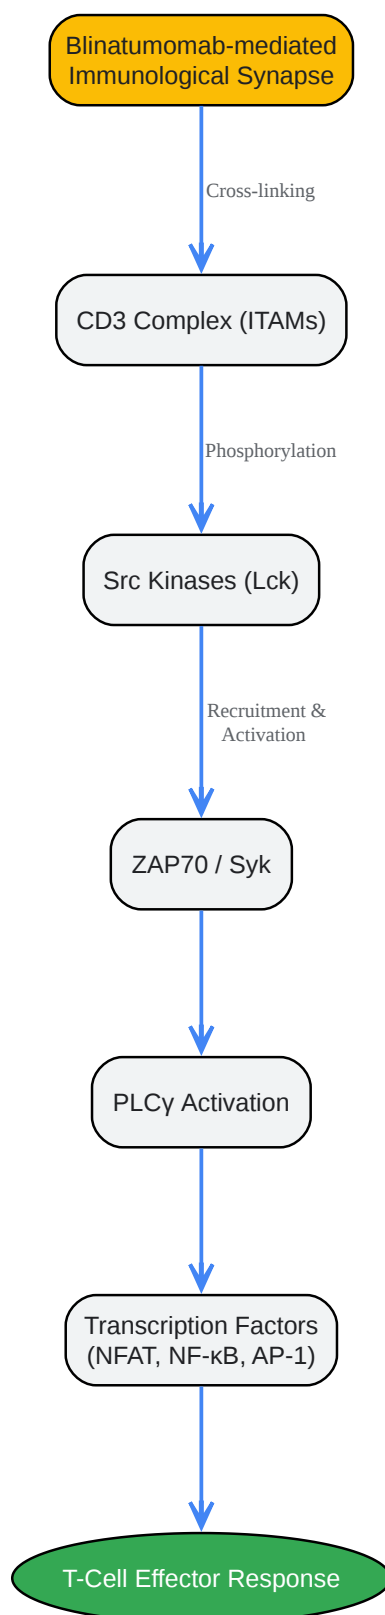 Blinatumomab-mediated
Immunological Synapse
Cross-linking
CD3 Complex (ITAMs)
Phosphorylation
Src Kinases (Lck)
Recruitment &
Activation
ZAP70 / Syk
PLCγ Activation
Transcription Factors
(NFAT, NF-κB, AP-1)
T-Cell Effector Response